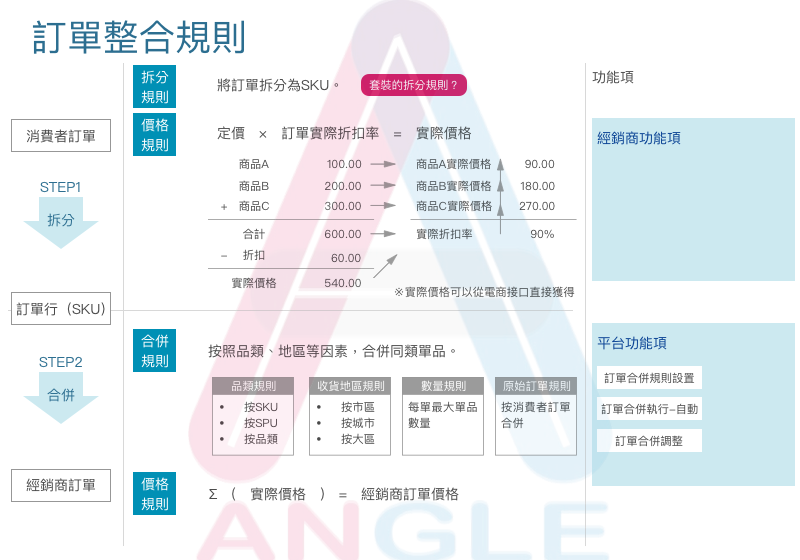 訂單整合規則
拆分
規則
將訂單拆分為SKU。
套裝的拆分規則？
功能項
消費者訂單
價格
規則
定價 × 訂單實際折扣率 = 實際價格
經銷商功能項
商品A 100.00 商品A實際價格 90.00
STEP1
商品B 200.00 商品B實際價格 180.00
+ 商品C 300.00 商品C實際價格 270.00
拆分
合計 600.00 實際折扣率 90%
− 折扣 60.00
實際價格 540.00
※實際價格可以從電商接口直接獲得
訂單行（SKU）
合併
規則
按照品類、地區等因素，合併同類單品。
平台功能項
STEP2
合併
品類規則 收貨地區規則 數量規則 原始訂單規則
• 按SKU
• 按SPU
• 按品類
• 按市區
• 按城市
• 按大區
每單最大單品
數量
按消費者訂單
合併
訂單合併規則設置
訂單合併執行–自動
訂單合併調整
經銷商訂單
價格
規則
Σ （ 實際價格 ） = 經銷商訂單價格
ANGLE